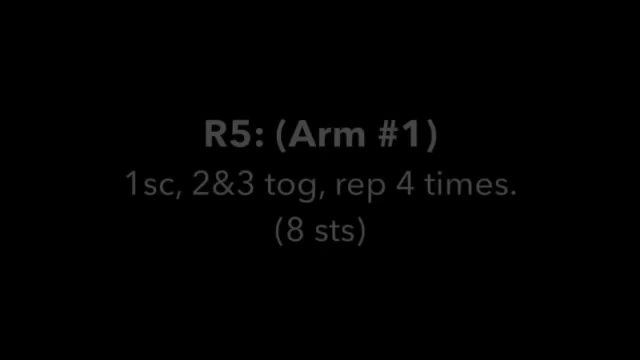 R5: (Arm #1)
1sc, 2&3 tog, rep 4 times.
(8 sts)